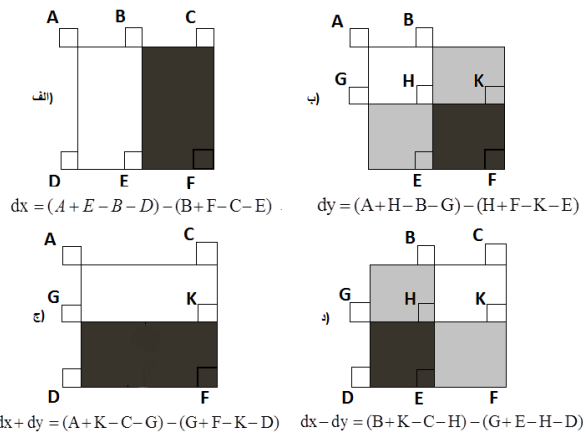 A B C
(الف
D E F
dx = (A+E−B−D)−(B+F−C−E)
A B
G H K
(ب
E F
dy = (A+H−B−G)−(H+F−K−E)
A C
G K
(ج
D F
dx+dy = (A+K−C−G)−(G+F−K−D)
B C
G H K
(د
D E F
dx−dy = (B+K−C−H)−(G+E−H−D)